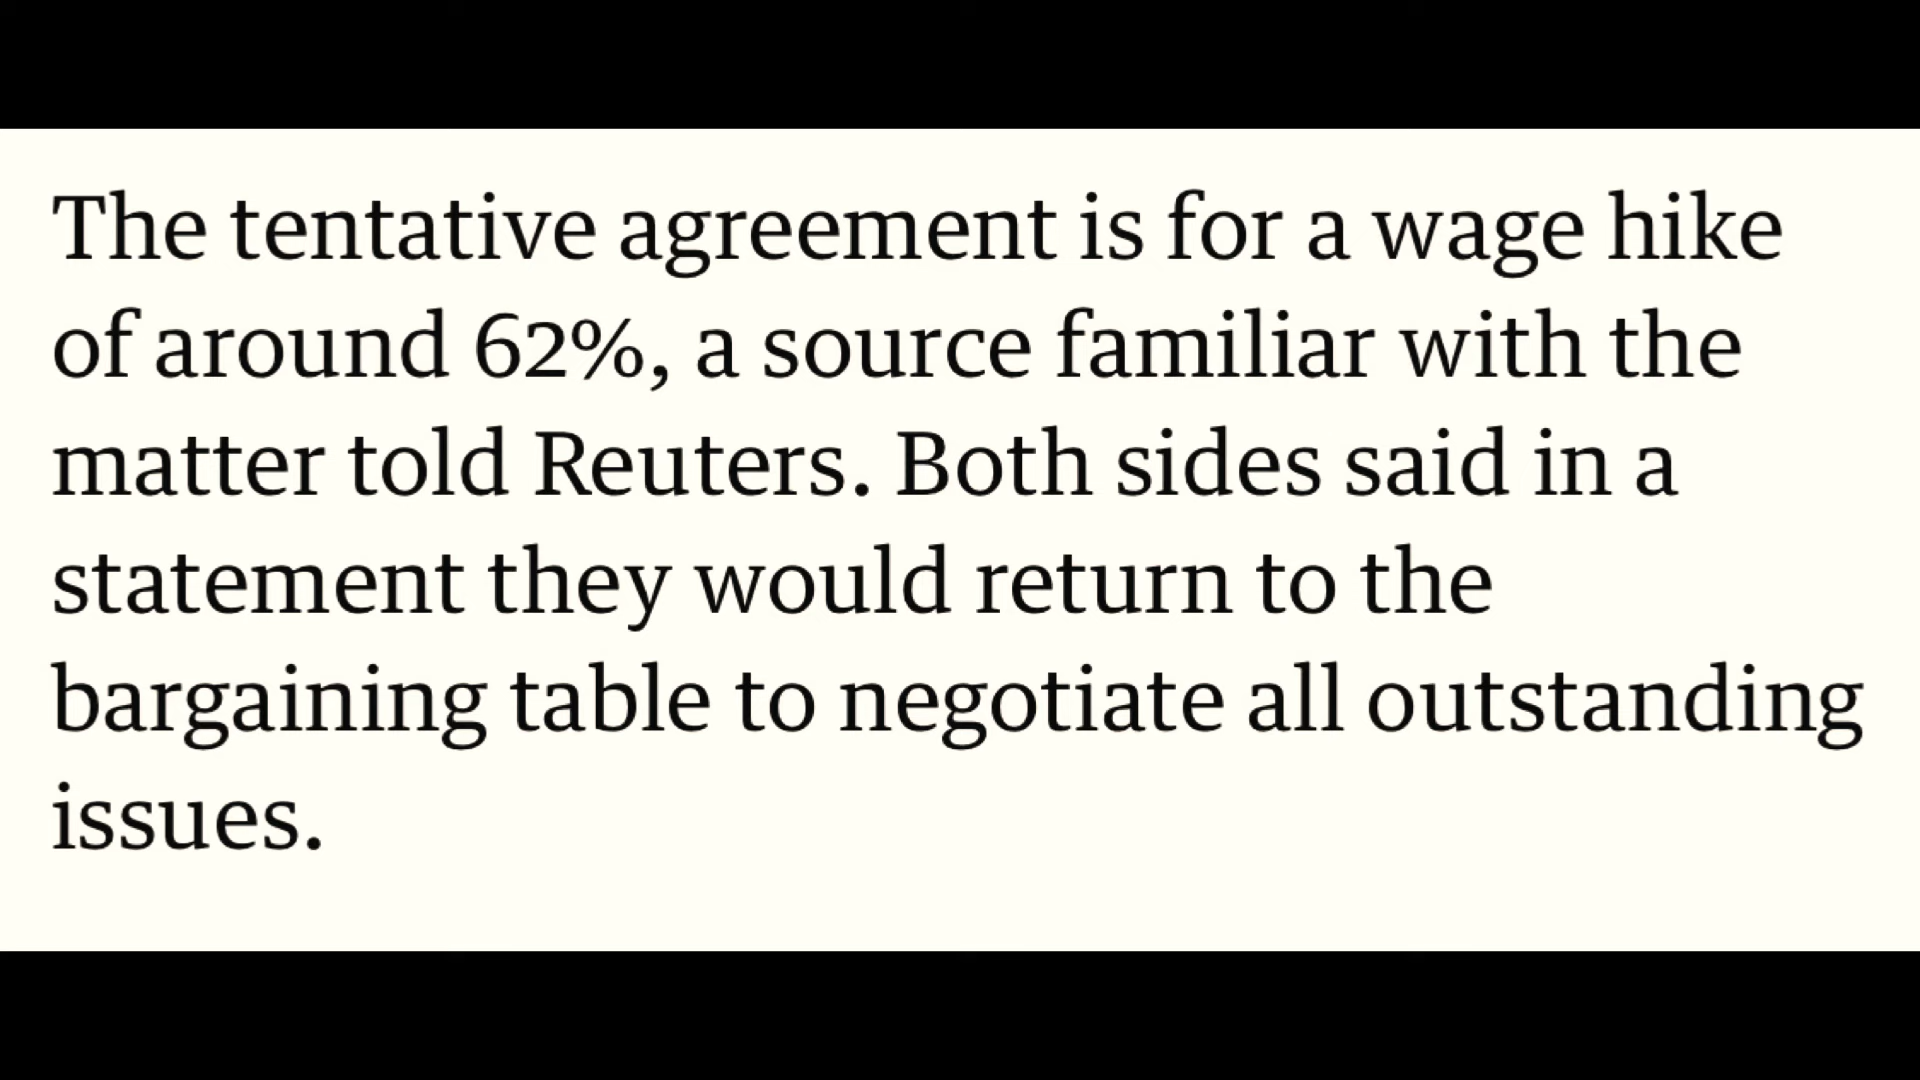 The tentative agreement is for a wage hike
of around 62%, a source familiar with the
matter told Reuters. Both sides said in a
statement they would return to the
bargaining table to negotiate all outstanding
issues.